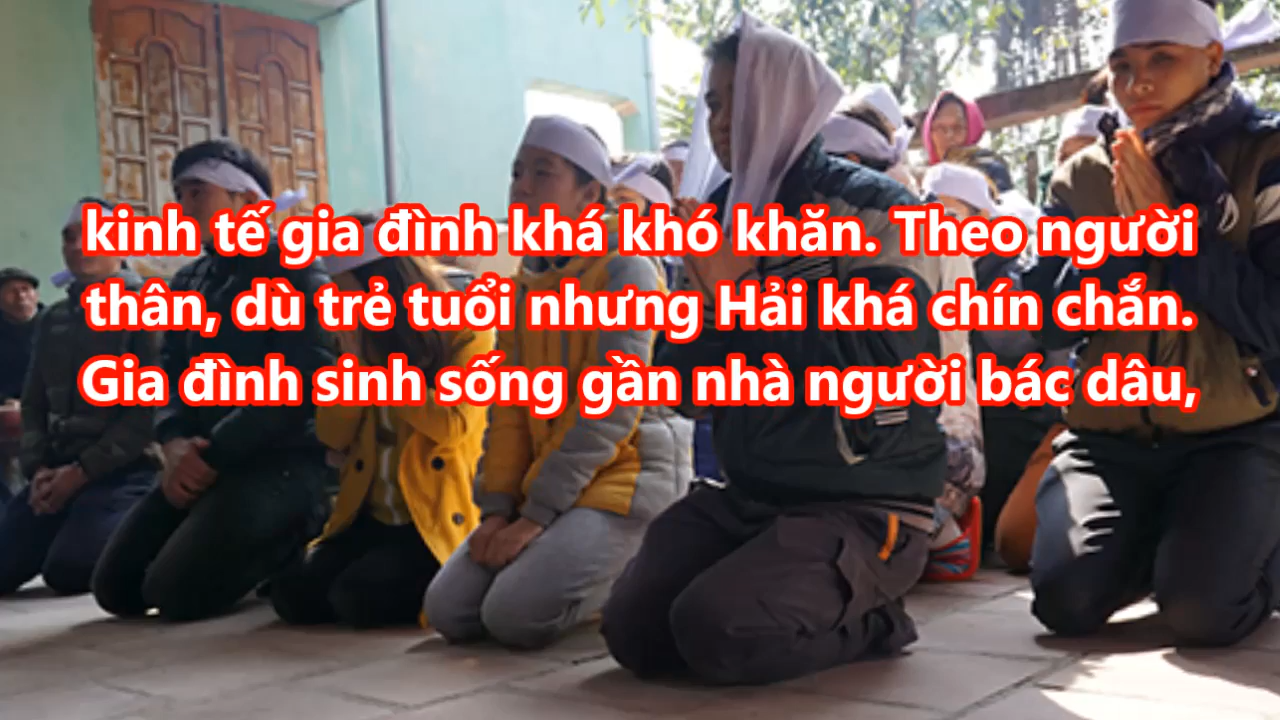 kinh tế gia đình khá khó khăn. Theo người
thân, dù trẻ tuổi nhưng Hải khá chín chắn.
Gia đình sinh sống gần nhà người bác dâu,